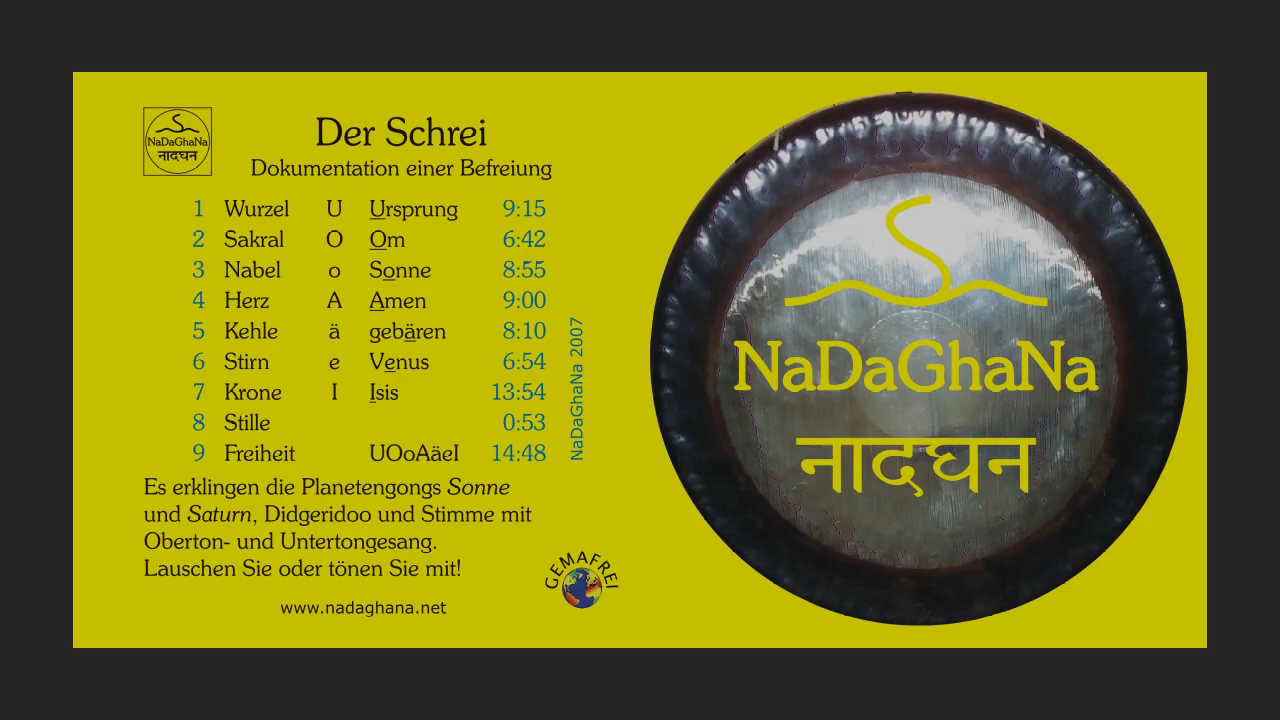 NaDaGhaNa
नादघन
Der Schrei
Dokumentation einer Befreiung
1 Wurzel U Ursprung 9:15
2 Sakral O Om 6:42
3 Nabel o Sonne 8:55
4 Herz A Amen 9:00
5 Kehle ä gebären 8:10
6 Stirn e Venus 6:54
7 Krone I Isis 13:54
8 Stille 0:53
9 Freiheit UOoAäeI 14:48
NaDaGhaNa 2007
Es erklingen die Planetengongs Sonne
und Saturn, Didgeridoo und Stimme mit
Oberton- und Untertongesang.
Lauschen Sie oder tönen Sie mit!
GEMAFREI
www.nadaghana.net
NaDaGhaNa
नादघन